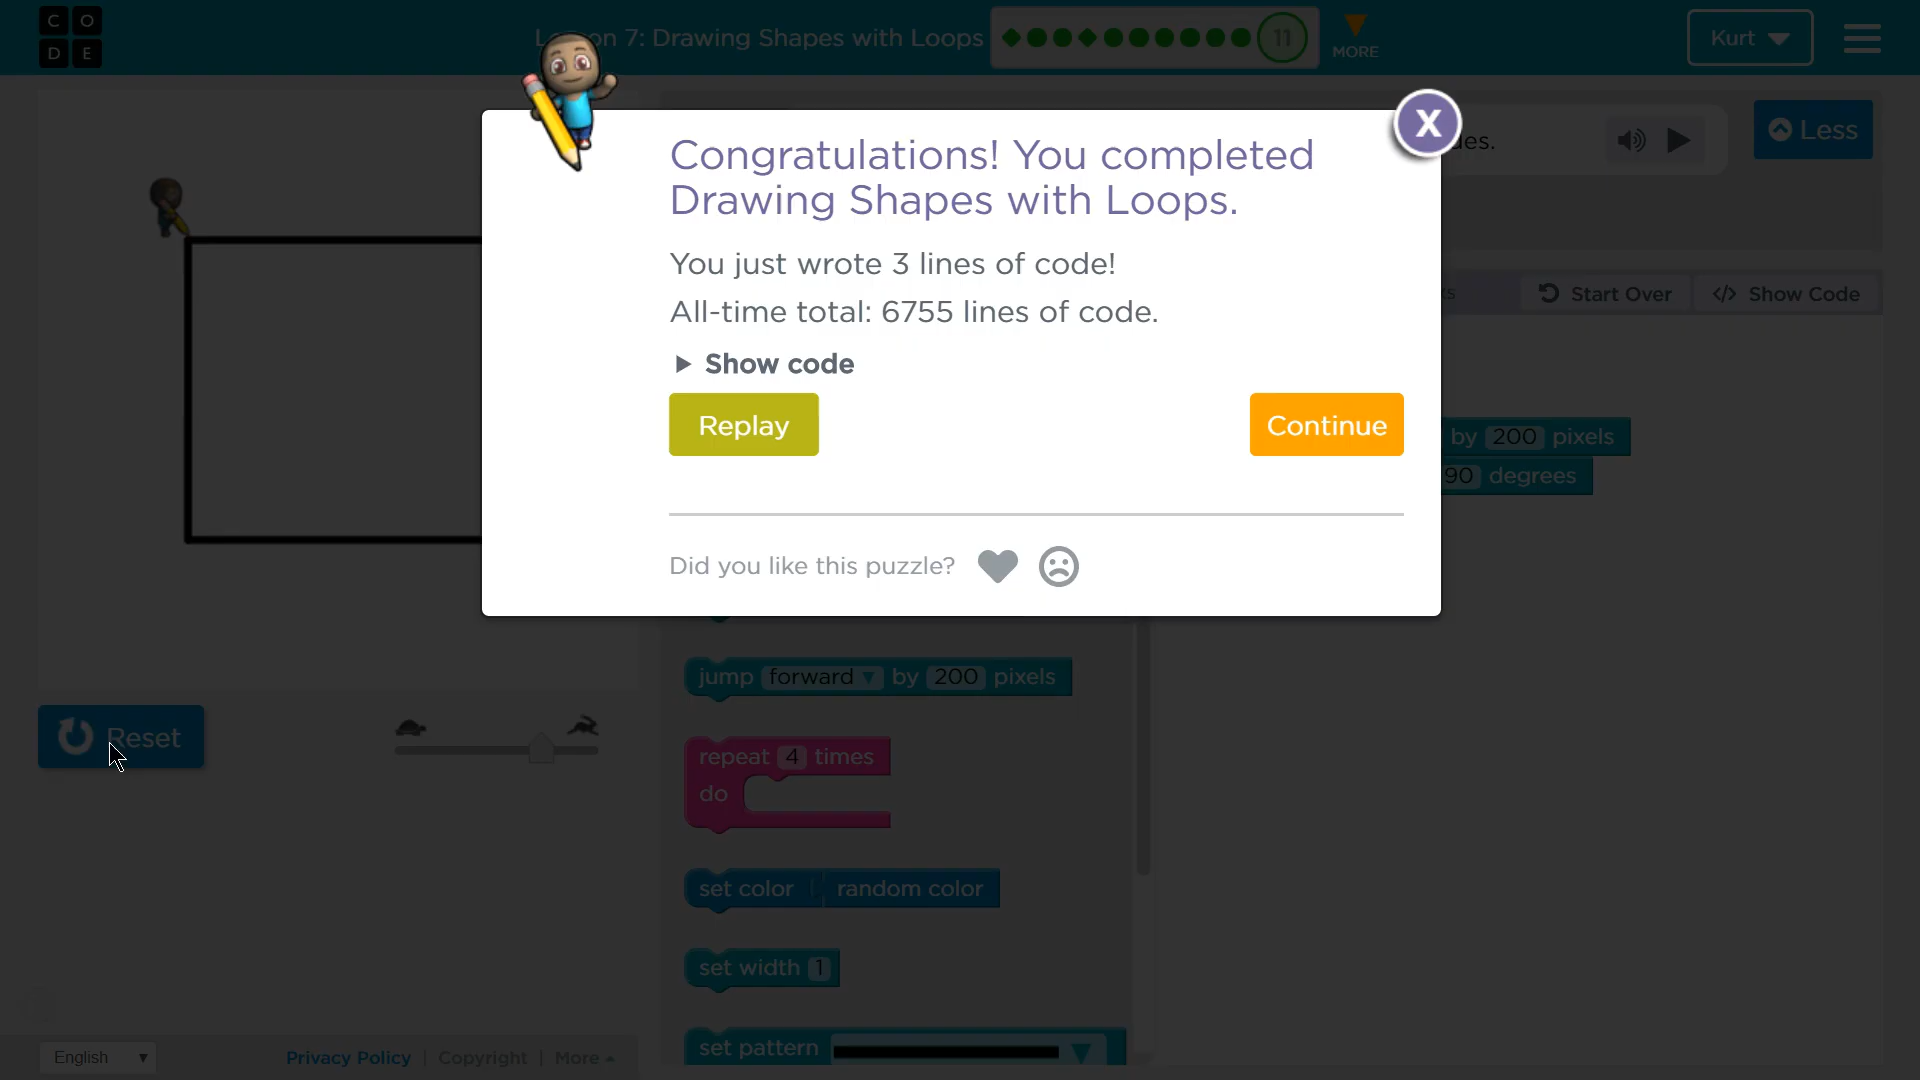 C O
D E
Lesson 7: Drawing Shapes with Loops
11
MORE
Kurt
Congratulations! You completed
Drawing Shapes with Loops.
X
Less
You just wrote 3 lines of code!
All-time total: 6755 lines of code.
Start Over
Show Code
Show code
Replay
Continue
by 200 pixels
90 degrees
Did you like this puzzle?
jump forward by 200 pixels
Reset
repeat 4 times
do
set color random color
set width 1
set pattern
English
Privacy Policy | Copyright | More